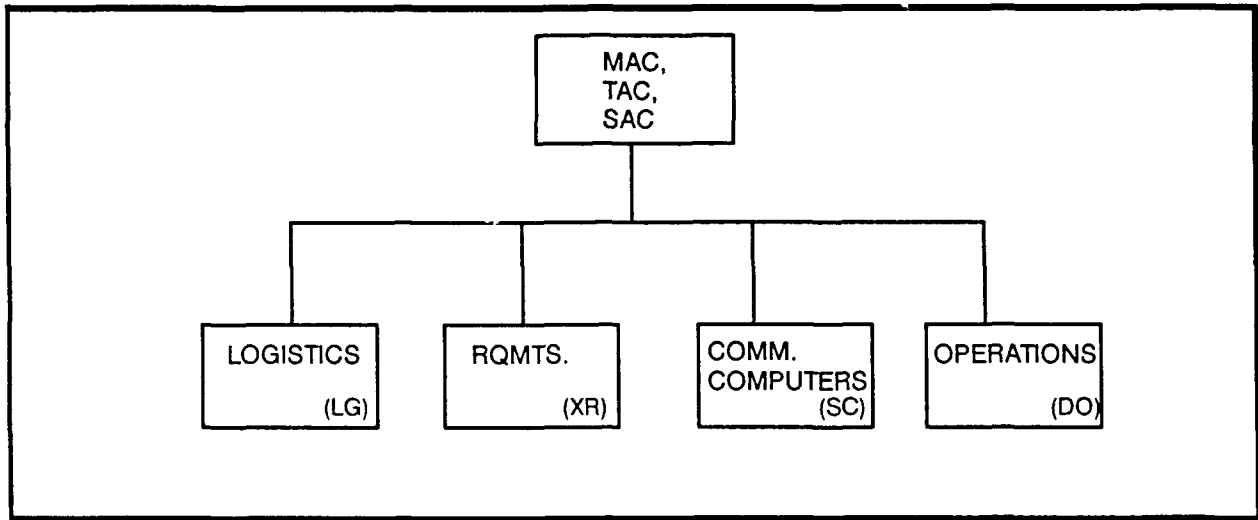 MAC,
TAC,
SAC
LOGISTICS
(LG)
RQMTS.
(XR)
COMM.
COMPUTERS
(SC)
OPERATIONS
(DO)